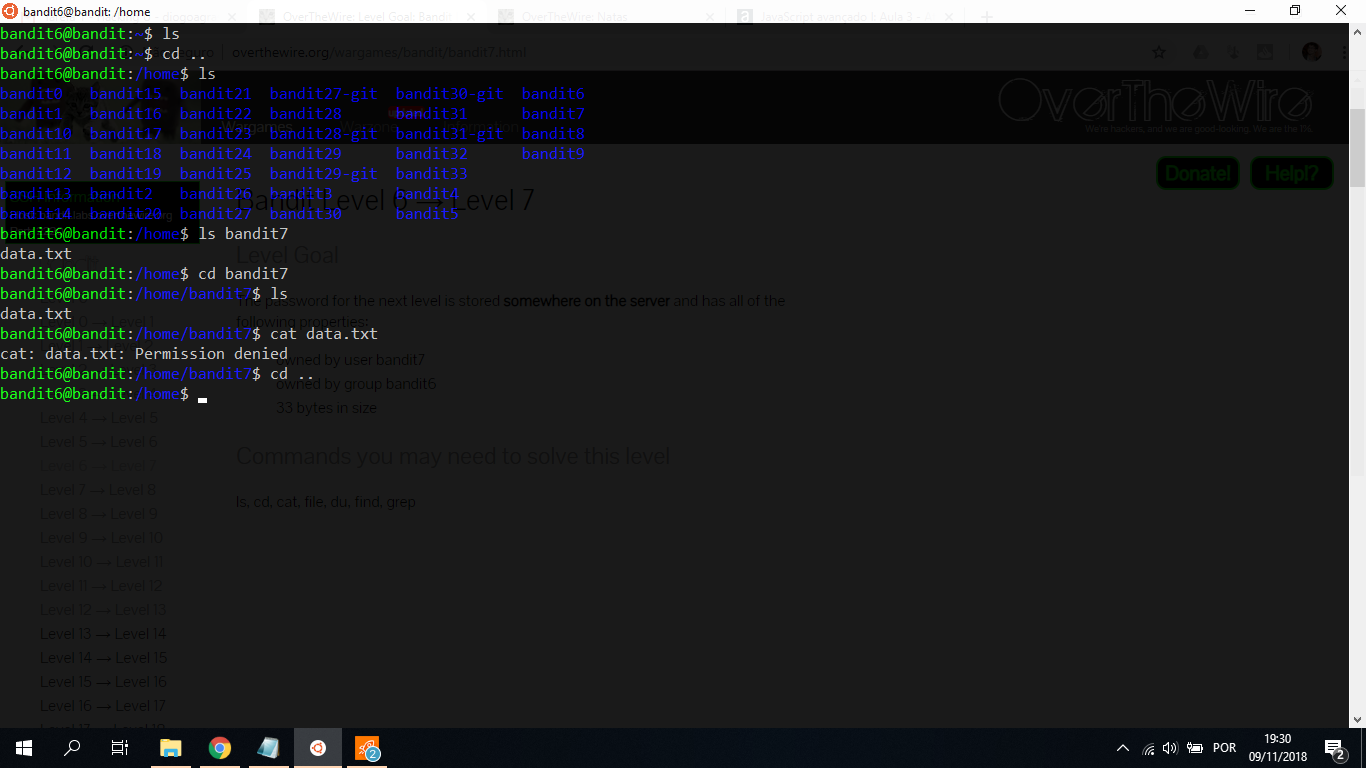 bandit6@bandit: /home
OverTheWire: Level Goal: Bandit
OverTheWire: Natas
JavaScript avançado I: Aula 3 -
overthewire.org/wargames/bandit/bandit7.html
bandit6@bandit:~$ ls
bandit6@bandit:~$ cd ..
bandit6@bandit:/home$ ls
bandit0 bandit15 bandit21 bandit27-git bandit30-git bandit6
bandit1 bandit16 bandit22 bandit28 bandit31 bandit7
bandit10 bandit17 bandit23 bandit28-git bandit31-git bandit8
bandit11 bandit18 bandit24 bandit29 bandit32 bandit9
bandit12 bandit19 bandit25 bandit29-git bandit33
bandit13 bandit2 bandit26 bandit3 bandit4
bandit14 bandit20 bandit27 bandit30 bandit5
bandit6@bandit:/home$ ls bandit7
data.txt
bandit6@bandit:/home$ cd bandit7
bandit6@bandit:/home/bandit7$ ls
data.txt
bandit6@bandit:/home/bandit7$ cat data.txt
cat: data.txt: Permission denied
bandit6@bandit:/home/bandit7$ cd ..
bandit6@bandit:/home$
OverTheWire
We're hackers, and we are good-looking. We are the 1%.
Wargames
Donate!
Help!?
Bandit Level 6 → Level 7
Level Goal
The password for the next level is stored somewhere on the server and has all of the
following properties:
owned by user bandit7
owned by group bandit6
33 bytes in size
Commands you may need to solve this level
ls, cd, cat, file, du, find, grep
Level 4 → Level 5
Level 5 → Level 6
Level 6 → Level 7
Level 7 → Level 8
Level 8 → Level 9
Level 9 → Level 10
Level 10 → Level 11
Level 11 → Level 12
Level 12 → Level 13
Level 13 → Level 14
Level 14 → Level 15
Level 15 → Level 16
Level 16 → Level 17
2
POR
19:30
09/11/2018
2